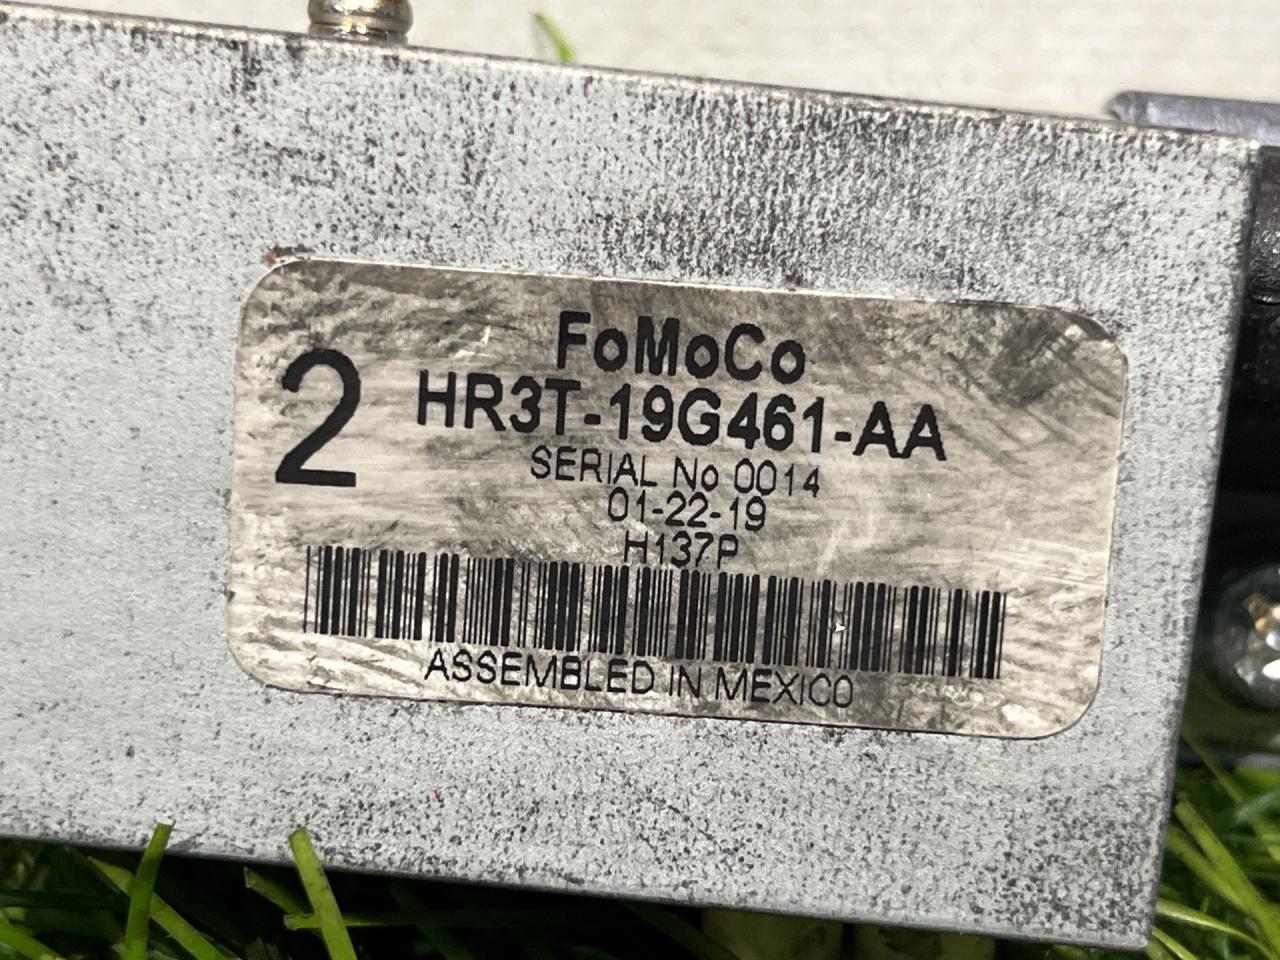 FoMoCo
2
HR3T-19G461-AA
SERIAL No 0014
01-22-19
H137P
ASSEMBLED IN MEXICO